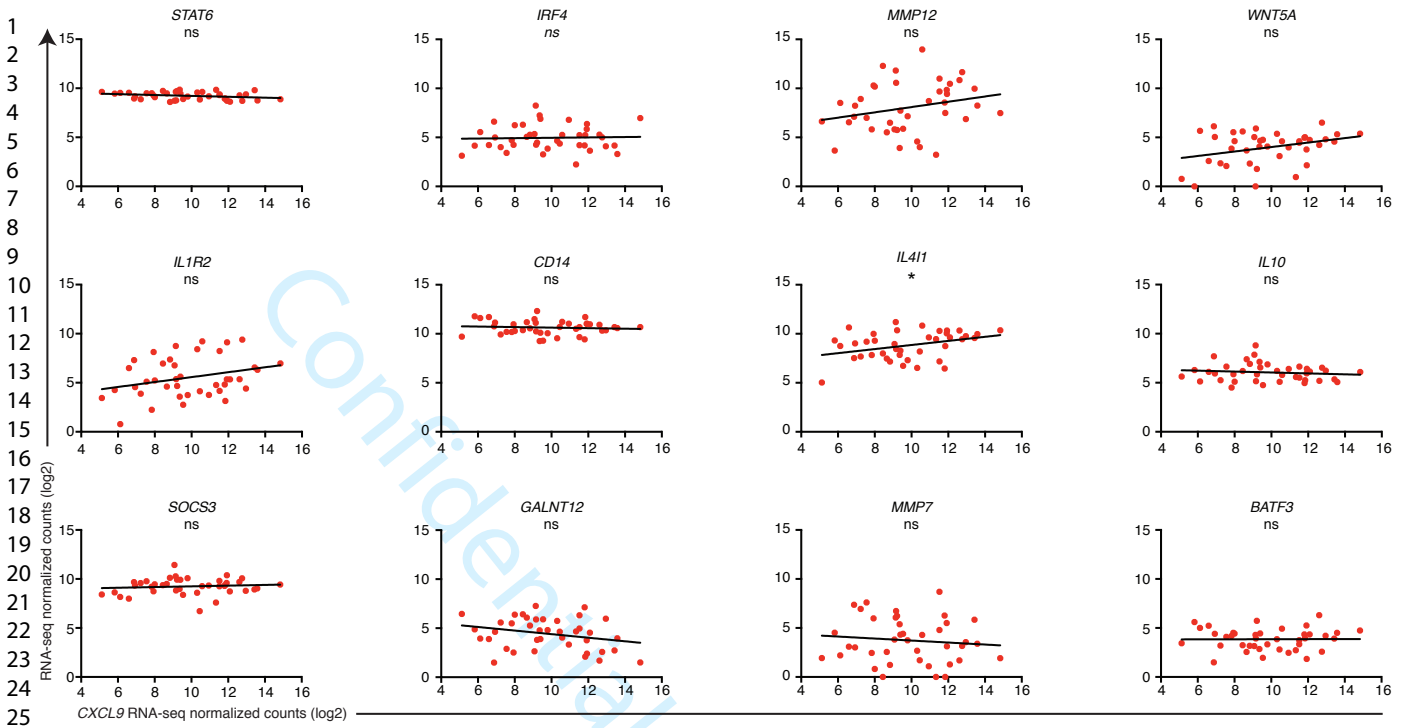 1
2
3
4
5
6
7
8
9
10
11
12
13
14
15
16
17
18
19
20
21
22
23
24
25
RNA-seq normalized counts (log2)
STAT6
ns
15
10
5
0
4 6 8 10 12 14 16
IRF4
ns
15
10
5
0
4 6 8 10 12 14 16
MMP12
ns
15
10
5
0
4 6 8 10 12 14 16
WNT5A
ns
15
10
5
0
4 6 8 10 12 14 16
IL1R2
ns
15
10
5
0
4 6 8 10 12 14 16
CD14
ns
15
10
5
0
4 6 8 10 12 14 16
IL4I1
*
15
10
5
0
4 6 8 10 12 14 16
IL10
ns
15
10
5
0
4 6 8 10 12 14 16
SOCS3
ns
15
10
5
0
4 6 8 10 12 14 16
GALNT12
ns
15
10
5
0
4 6 8 10 12 14 16
MMP7
ns
15
10
5
0
4 6 8 10 12 14 16
BATF3
ns
15
10
5
0
4 6 8 10 12 14 16
CXCL9 RNA-seq normalized counts (log2)
Confidential